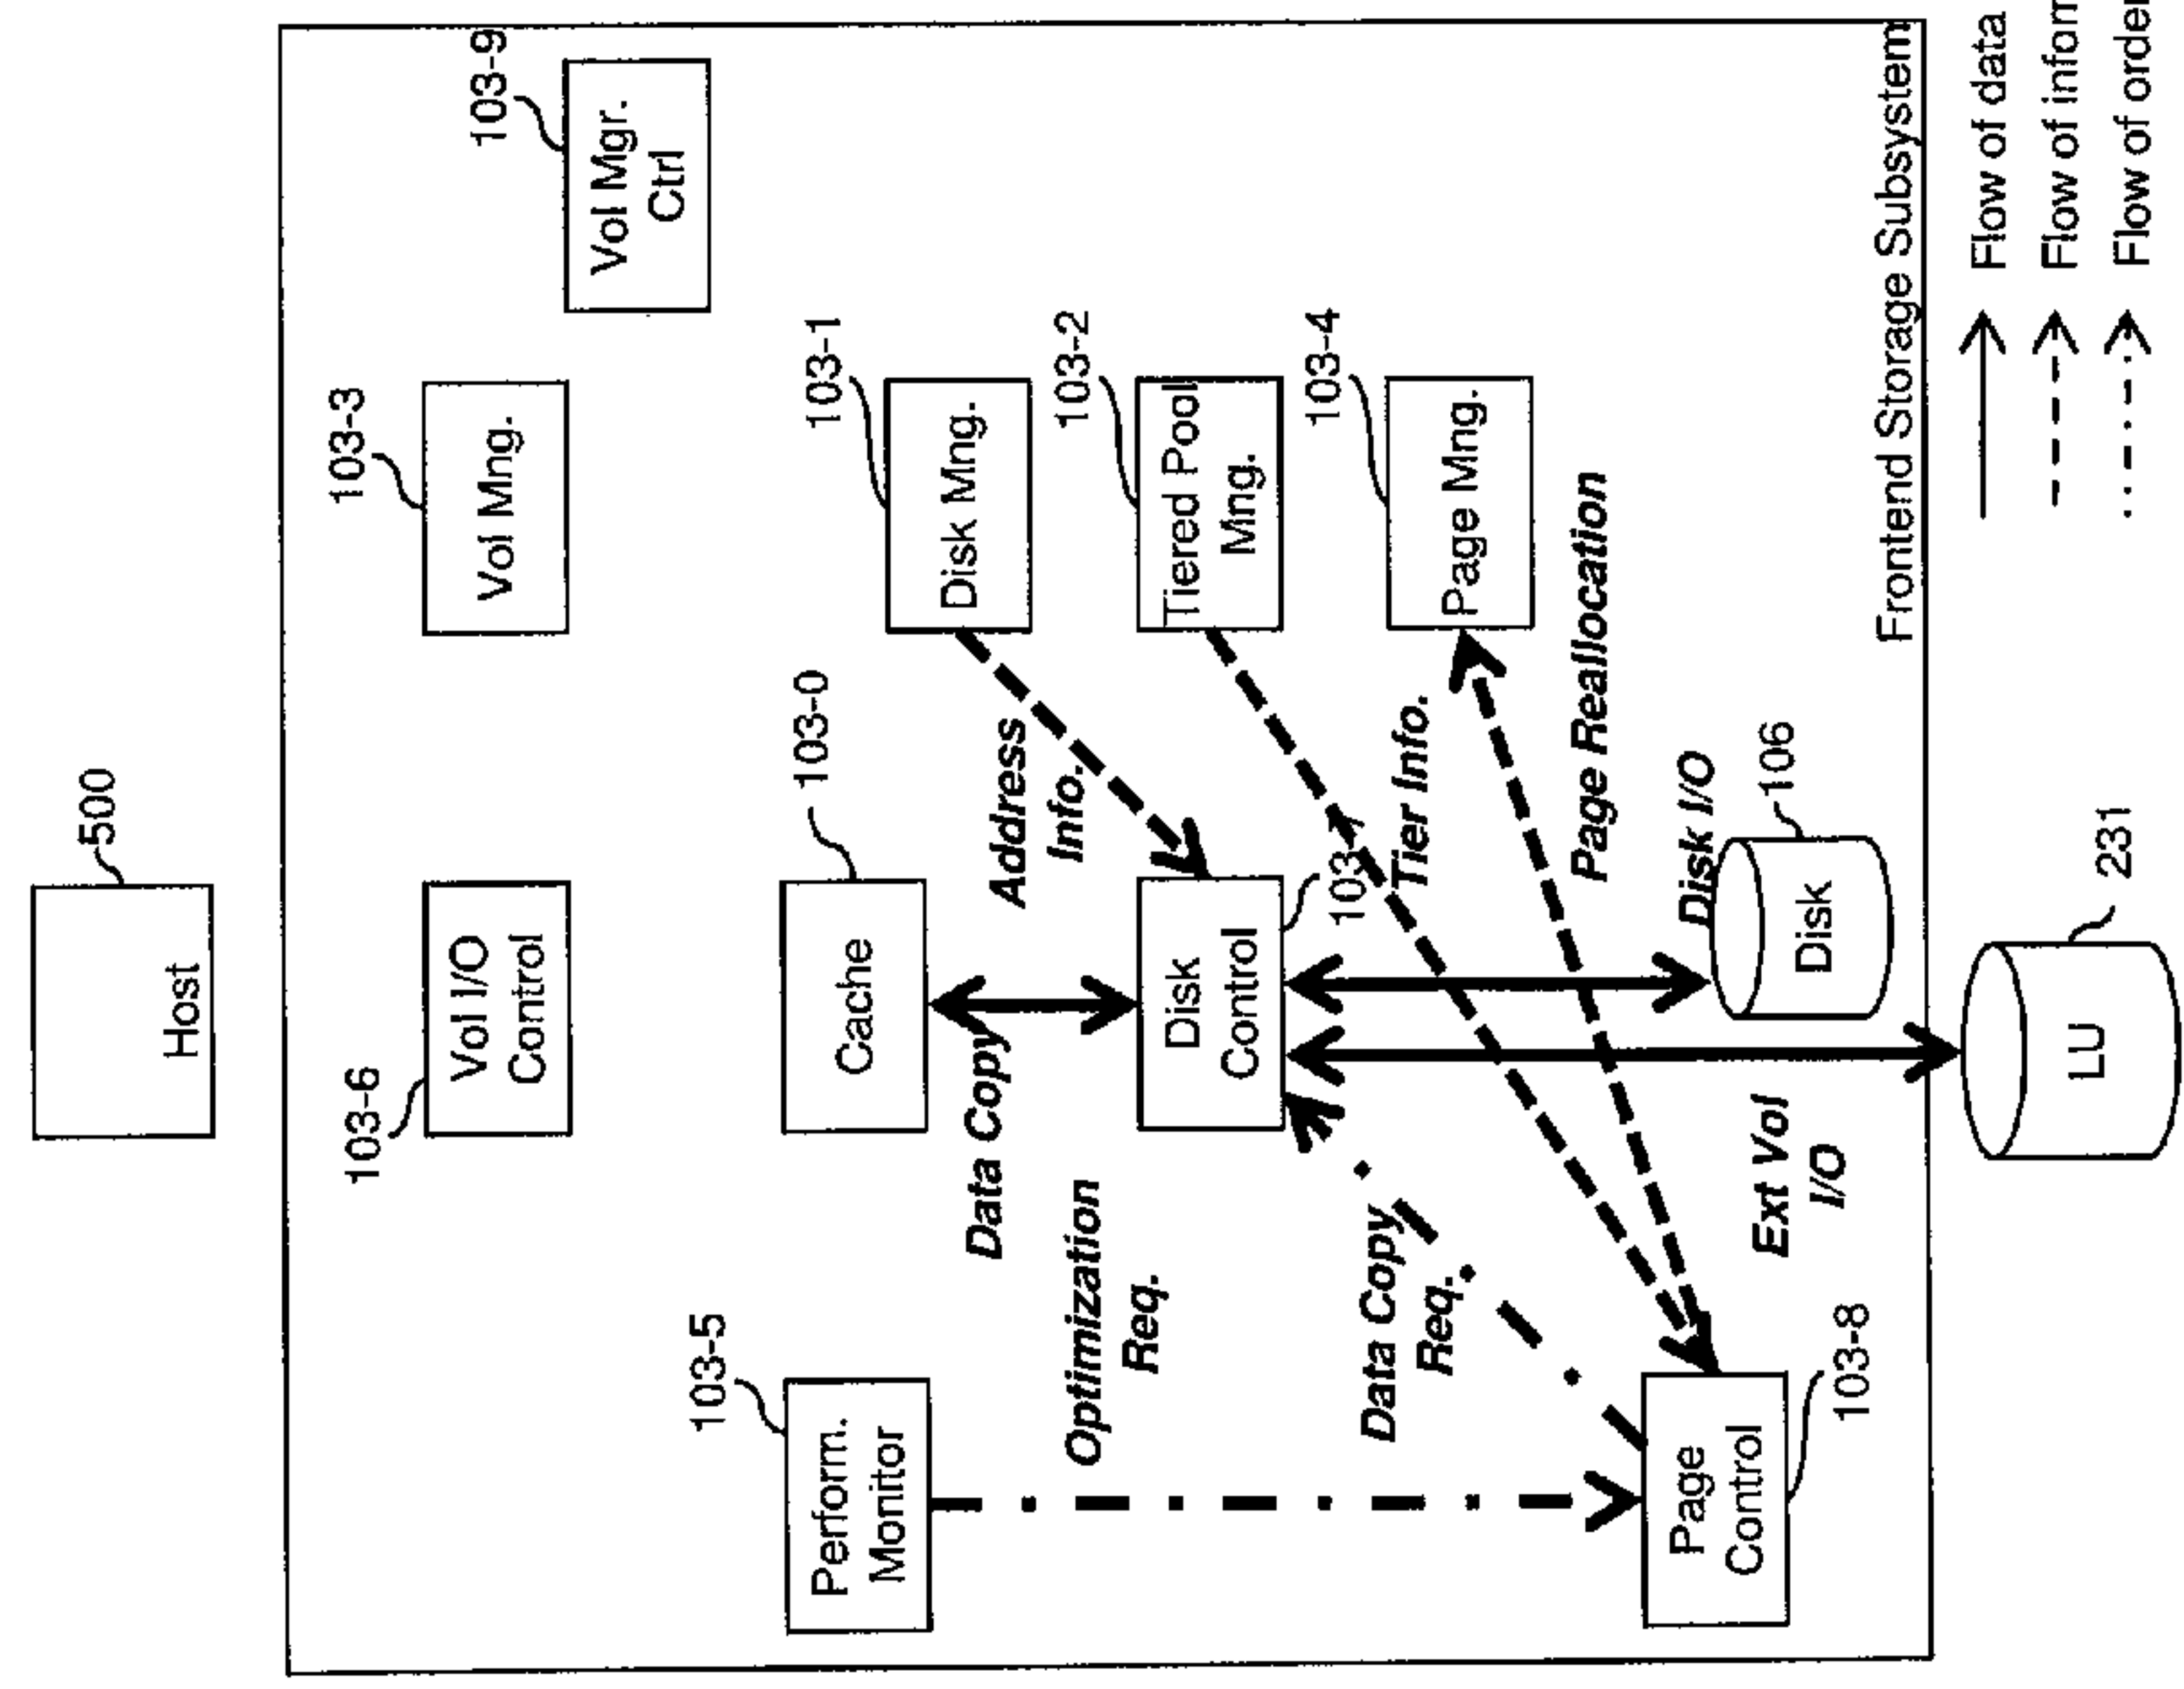 500
Host
103-6
Vol I/O
Control
103-3
Vol Mng.
103-9
Vol Mgr.
Ctrl
103-5
Perform.
Monitor
103-0
Cache
103-1
Disk Mng.
Data Copy
Address
Info.
Optimization
Req.
Disk
Control
103-
103-2
Tiered Pool
Mng.
Data Copy
Req.
Tier Info.
103-4
Page Mng.
Page Reallocation
Page
Control
103-8
Ext Vol
I/O
Disk I/O
Disk
106
Frontend Storage Subsystem
LU
231
Flow of data
Flow of infor
Flow of order